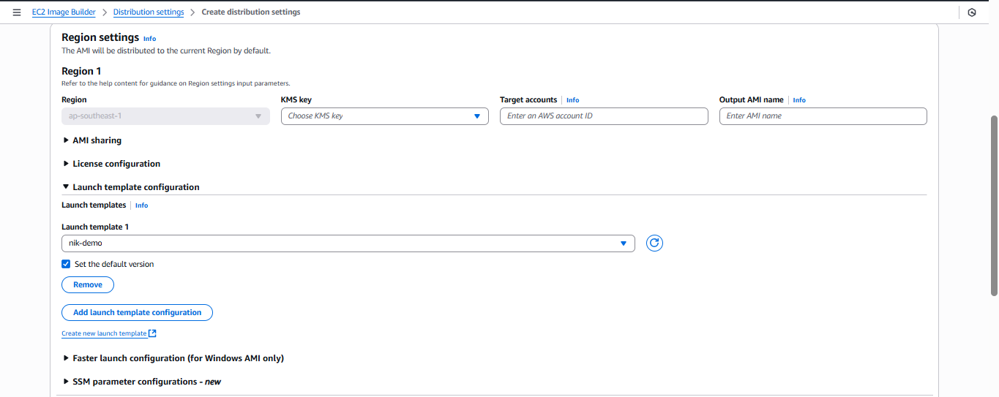 EC2 Image Builder > Distribution settings > Create distribution settings
Region settings Info
The AMI will be distributed to the current Region by default.
Region 1
Refer to the help content for guidance on Region settings input parameters.
Region KMS key Target accounts Info Output AMI name Info
ap-southeast-1 Choose KMS key Enter an AWS account ID Enter AMI name
AMI sharing
License configuration
Launch template configuration
Launch templates Info
Launch template 1
nik-demo
Set the default version
Remove
Add launch template configuration
Create new launch template
Faster launch configuration (for Windows AMI only)
SSM parameter configurations - new